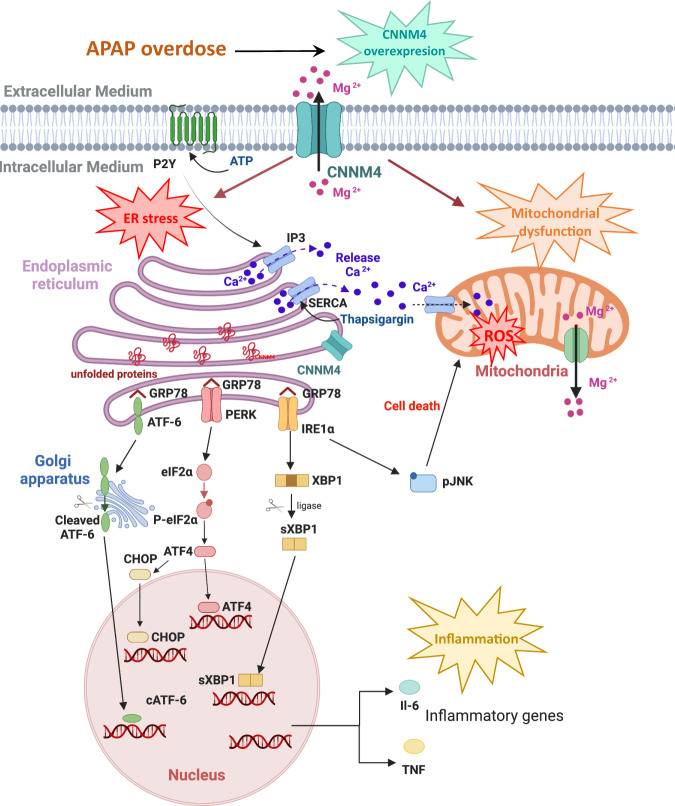 APAP overdose
CNNM4
overexpresion
Mg 2+
Extracellular Medium
Intracellular Medium
P2Y
ATP
CNNM4
Mg 2+
ER stress
Mitochondrial
dysfunction
IP3
Release
Ca 2+
Endoplasmic
reticulum
Ca2+
SERCA
Ca 2+
Thapsigargin
ROS
Mg 2+
Mitochondria
Mg 2+
CNNM4
CNNM4
unfolded proteins
GRP78
GRP78
GRP78
ATF-6
PERK
IRE1α
Cell death
Golgi
apparatus
eIF2α
XBP1
pJNK
ligase
Cleaved
ATF-6
P-eIF2α
sXBP1
CHOP
ATF4
ATF4
CHOP
sXBP1
cATF-6
Nucleus
Inflammation
Il-6
Inflammatory genes
TNF